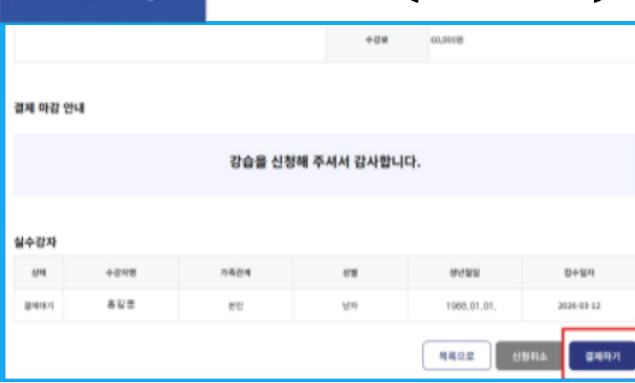 수강료 60,000원
결제 마감 안내
강습을 신청해 주셔서 감사합니다.
실수강자
상태 수강자명 가족관계 성별 생년월일 접수일자
결제대기 홍길동 본인 남자 1988.01.01. 2026-03-12
목록으로 신청취소 결제하기